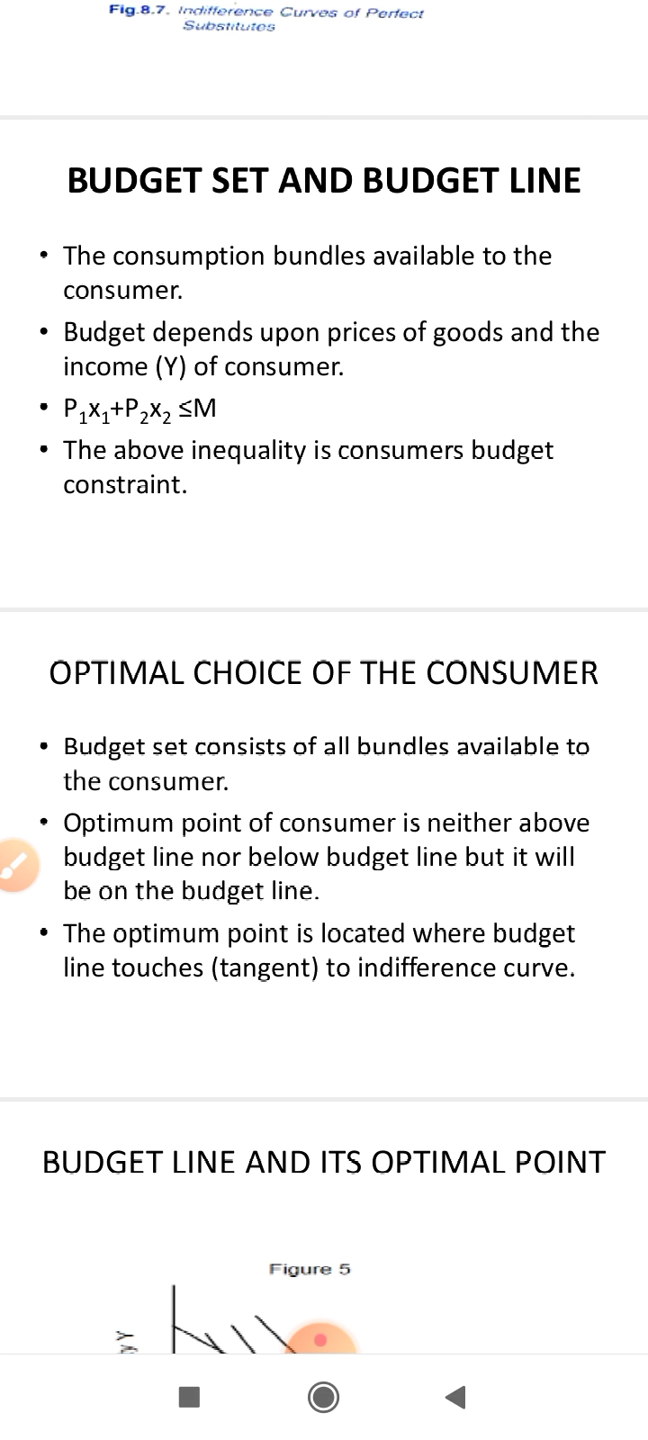 Fig.8.7. Indifference Curves of Perfect
Substitutes
BUDGET SET AND BUDGET LINE
• The consumption bundles available to the
consumer.
• Budget depends upon prices of goods and the
income (Y) of consumer.
• P₁x₁+P₂x₂ ≤M
• The above inequality is consumers budget
constraint.
OPTIMAL CHOICE OF THE CONSUMER
• Budget set consists of all bundles available to
the consumer.
• Optimum point of consumer is neither above
budget line nor below budget line but it will
be on the budget line.
• The optimum point is located where budget
line touches (tangent) to indifference curve.
BUDGET LINE AND ITS OPTIMAL POINT
Figure 5